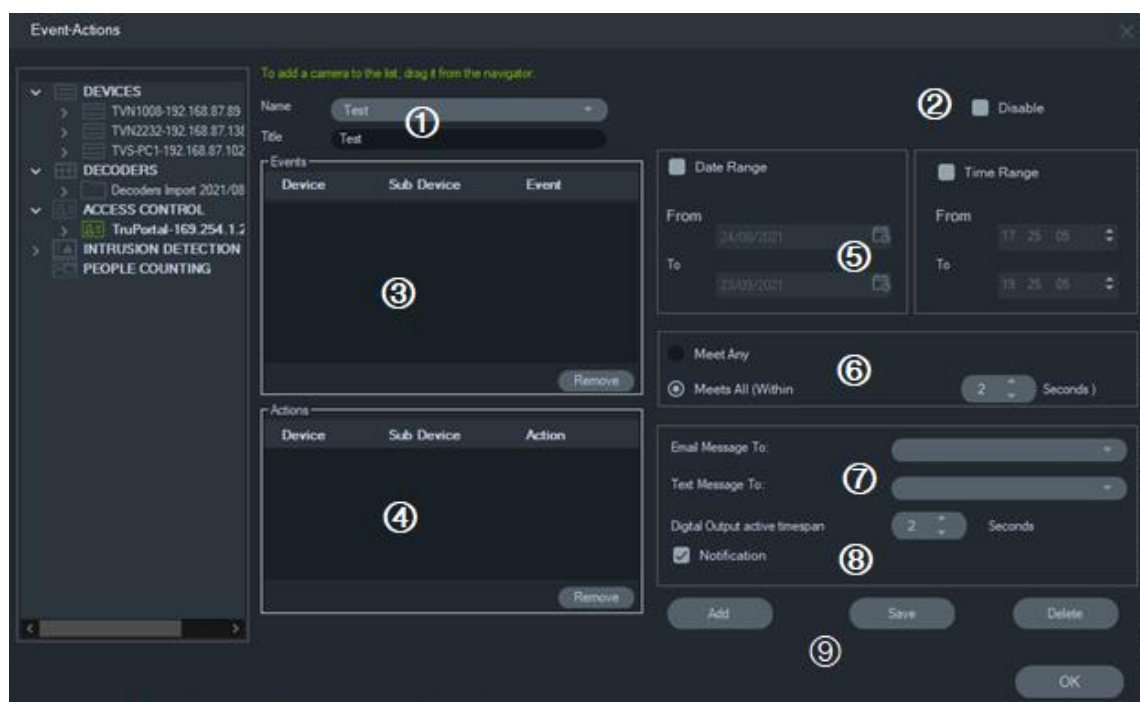 Event-Actions
DEVICES
TVN1008-192.168.87.89
TVN2232-192.168.87.138
TVS-PC1-192.168.87.102
DECODERS
Decoders Import 2021/08
ACCESS CONTROL
TruPortal-169.254.1.2
INTRUSION DETECTION
PEOPLE COUNTING
To add a camera to the list, drag it from the navigator.
Name
Test
①
Title
Test
② Disable
Events
Device Sub Device Event
③
Remove
Actions
Device Sub Device Action
④
Remove
Date Range
From
24/08/2021
To
⑤
23/09/2021
Time Range
From
17 25 05
To
19 25 05
Meet Any
⑥
Meets All (Within 2 Seconds )
Email Message To:
⑦
Text Message To:
Digital Output active timespan 2 Seconds
Notification ⑧
Add Save Delete
⑨
OK